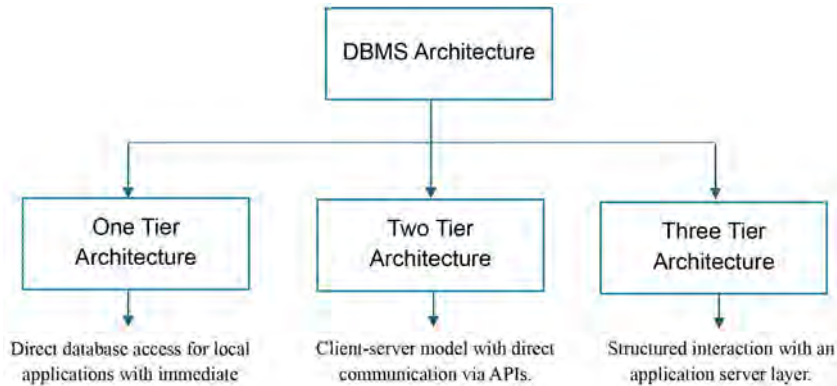 DBMS Architecture
One Tier
Architecture
Two Tier
Architecture
Three Tier
Architecture
Direct database access for local
applications with immediate
Client-server model with direct
communication via APIs.
Structured interaction with an
application server layer.